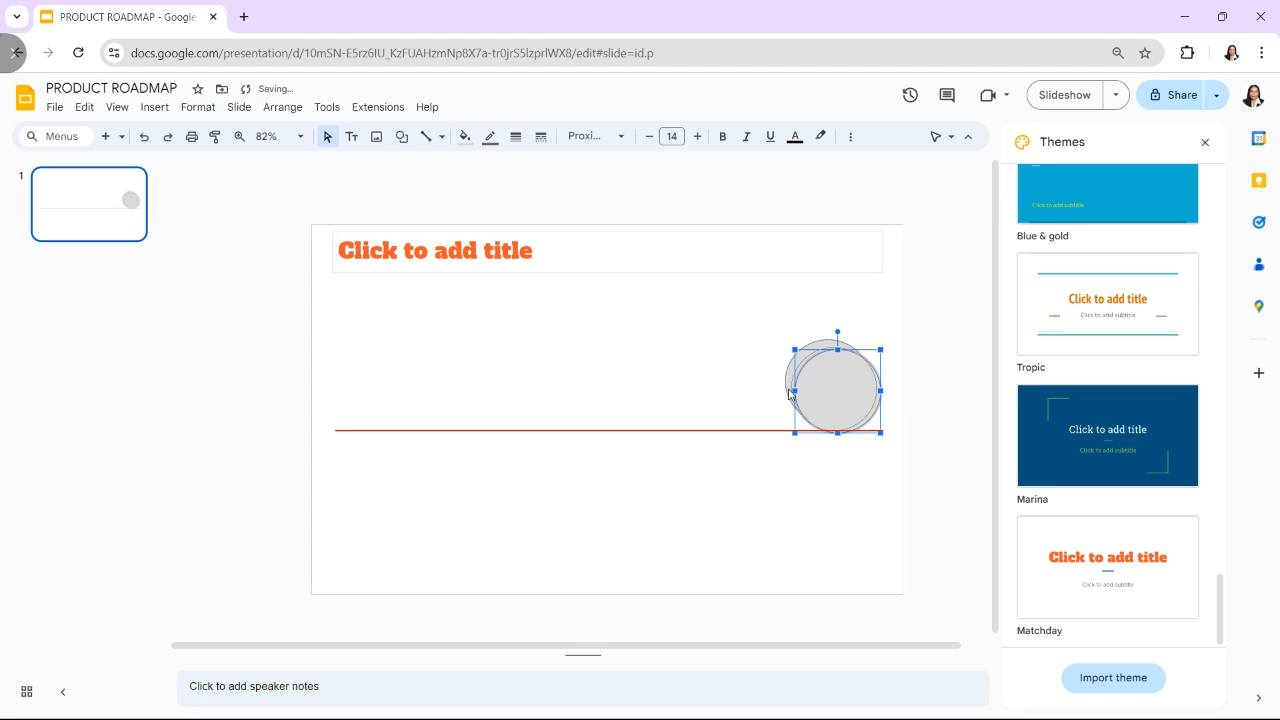 PRODUCT ROADMAP - Google
docs.google.com/presentation/d/10mSN-E5rz6IU_KzFUAHzmNp8X7a-tr0jrS5lzprlWX8/edit#slide=id.p
PRODUCT ROADMAP
Saving...
File Edit View Insert Format Slide Arrange Tools Extensions Help
Slideshow
Share
Menus
82%
Proxi...
14
B I U A
Themes
1
Click to add title
Click to add subtitle
Blue & gold
Click to add title
Click to add subtitle
Tropic
Click to add title
Click to add subtitle
Marina
Click to add title
Click to add subtitle
Matchday
Import theme
Click to add speaker notes